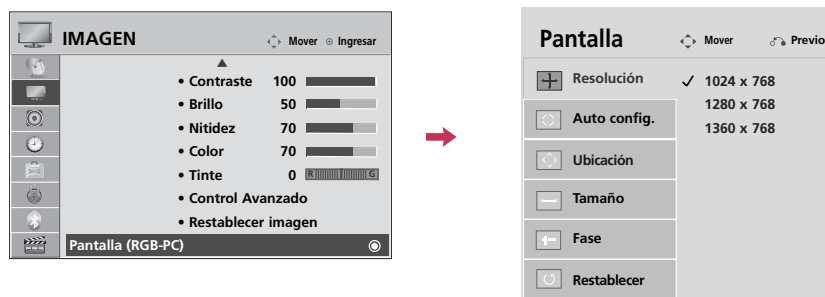 IMAGEN
Mover
Ingresar
• Contraste 100
• Brillo 50
• Nitidez 70
• Color 70
• Tinte 0 R G
• Control Avanzado
• Restablecer imagen
Pantalla (RGB-PC)
Pantalla
Mover
Previo
Resolución
Auto config.
Ubicación
Tamaño
Fase
Restablecer
✓ 1024 x 768
1280 x 768
1360 x 768